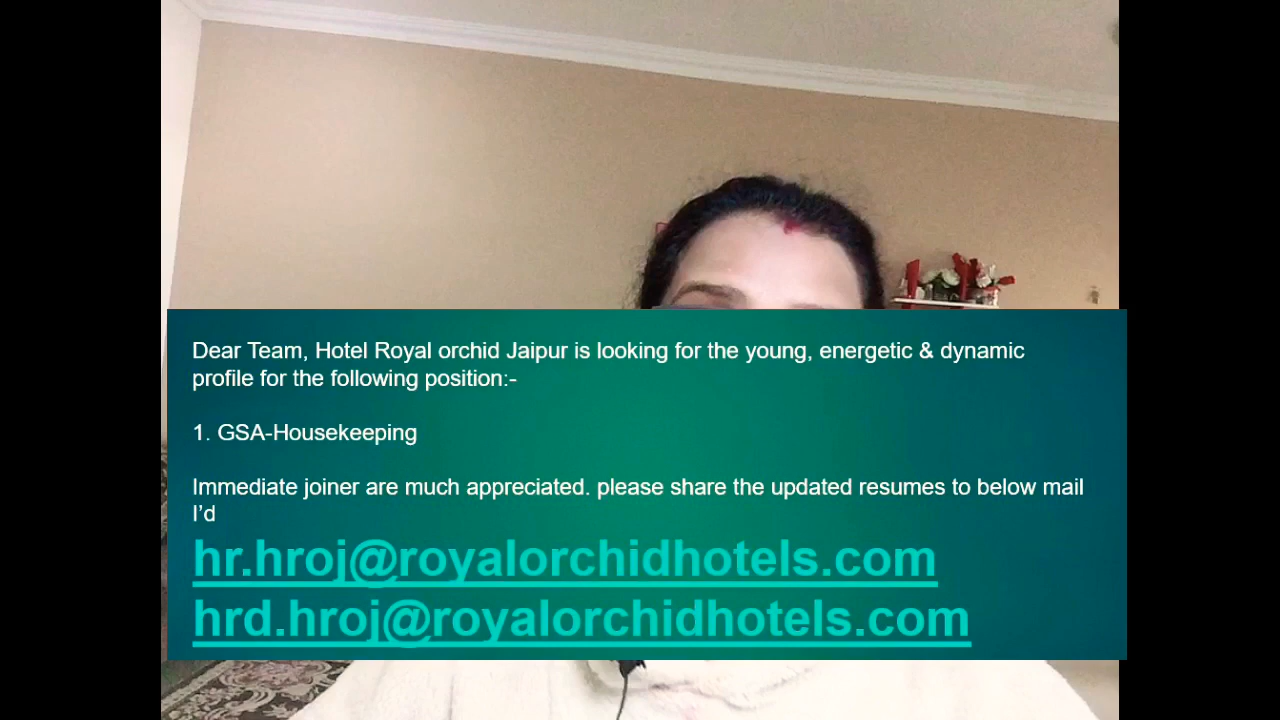 Dear Team, Hotel Royal orchid Jaipur is looking for the young, energetic & dynamic
profile for the following position:-
1. GSA-Housekeeping
Immediate joiner are much appreciated. please share the updated resumes to below mail
I’d
hr.hroj@royalorchidhotels.com
hrd.hroj@royalorchidhotels.com